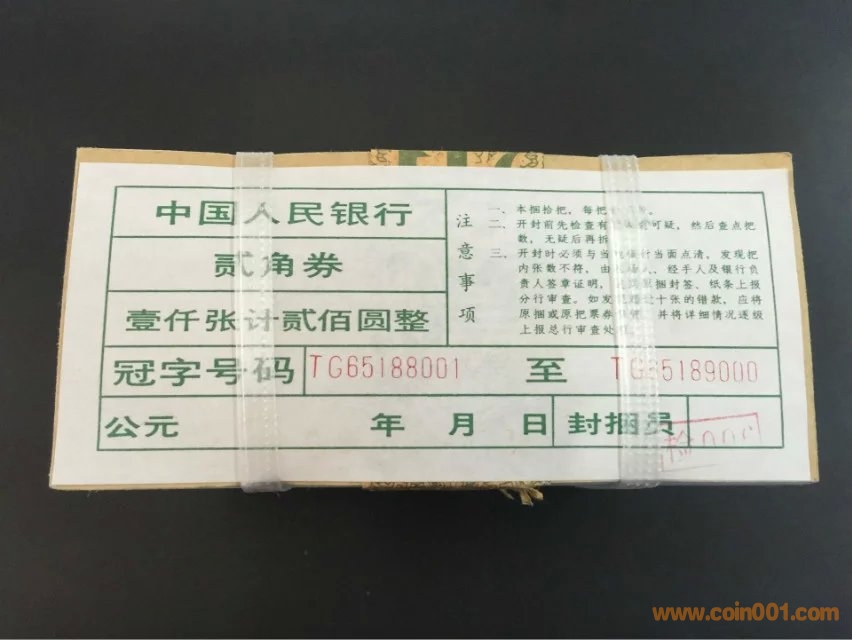 中国人民银行
贰角券
壹仟张计贰佰圆整
注意事项
一、本捆拾把，每把
二、开封前先检查有 可疑，然后查点把
数，无疑后再拆
三、开封时必须与当 行当面点清，发现把
内张数不符，由 经手人及银行负
责人签章证明， 原捆封签、纸条上报
分行审查。如发 十张的错款，应将
原捆或原把票券 并将详细情况逐级
上报总行审查处
冠字号码 TG65188001 至 TG65189000
公元 年 月 日 封捆员
检
www.coin001.com